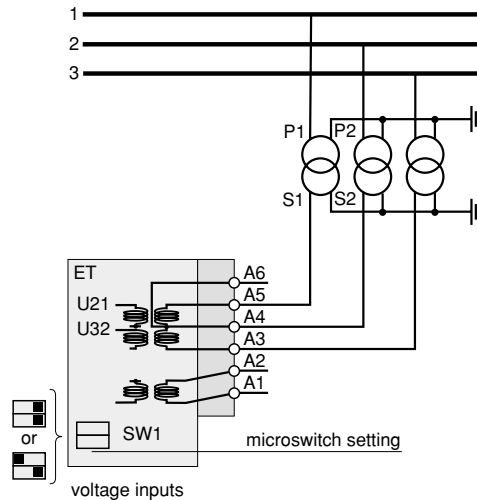 1
2
3
P1 P2
S1 S2
ET
A6
U21 A5
U32 A4
A3
A2
A1
or
SW1
microswitch setting
voltage inputs